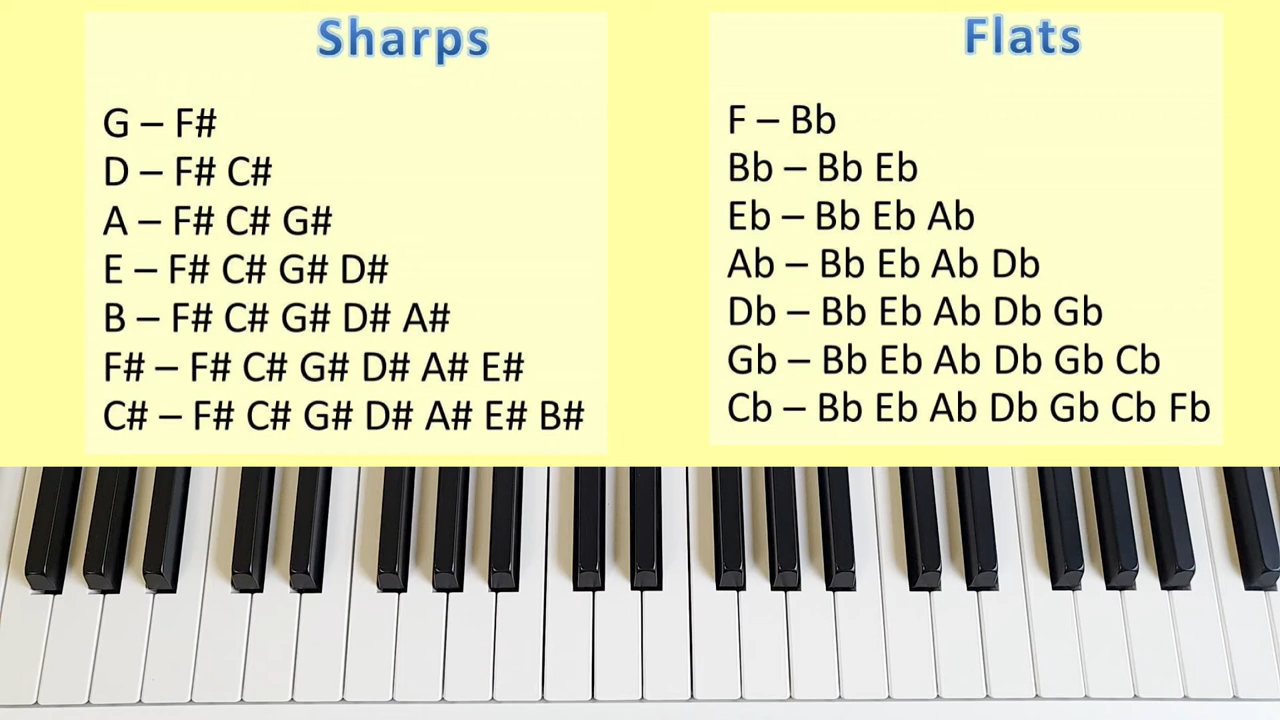 Sharps
G – F#
D – F# C#
A – F# C# G#
E – F# C# G# D#
B – F# C# G# D# A#
F# – F# C# G# D# A# E#
C# – F# C# G# D# A# E# B#
Flats
F – Bb
Bb – Bb Eb
Eb – Bb Eb Ab
Ab – Bb Eb Ab Db
Db – Bb Eb Ab Db Gb
Gb – Bb Eb Ab Db Gb Cb
Cb – Bb Eb Ab Db Gb Cb Fb